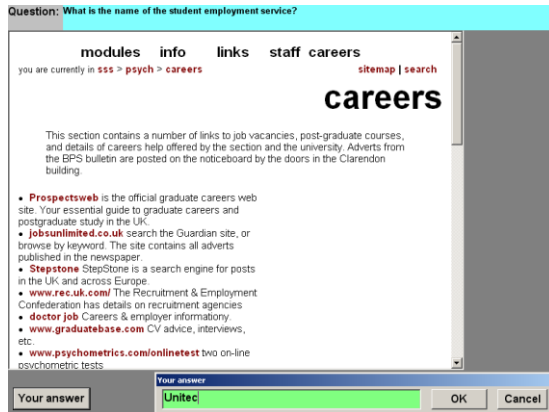 Question: What is the name of the student employment service?
modules info links staff careers
you are currently in sss > psych > careers
sitemap | search
careers
This section contains a number of links to job vacancies, post-graduate courses,
and details of careers help offered by the section and the university. Adverts from
the BPS bulletin are posted on the noticeboard by the doors in the Clarendon
building.
• Prospectsweb is the official graduate careers web
site. Your essential guide to graduate careers and
postgraduate study in the UK.
• jobsunlimited.co.uk search the Guardian site, or
browse by keyword. The site contains all adverts
published in the newspaper.
• Stepstone StepStone is a search engine for posts
in the UK and across Europe.
• www.rec.uk.com/ The Recruitment & Employment
Confederation has details on recruitment agencies
• doctor job Careers & employer informationy.
• www.graduatebase.com CV advice, interviews,
etc.
• www.psychometrics.com/onlinetest two on-line
psychometric tests
Your answer
Your answer
Unitec
OK Cancel